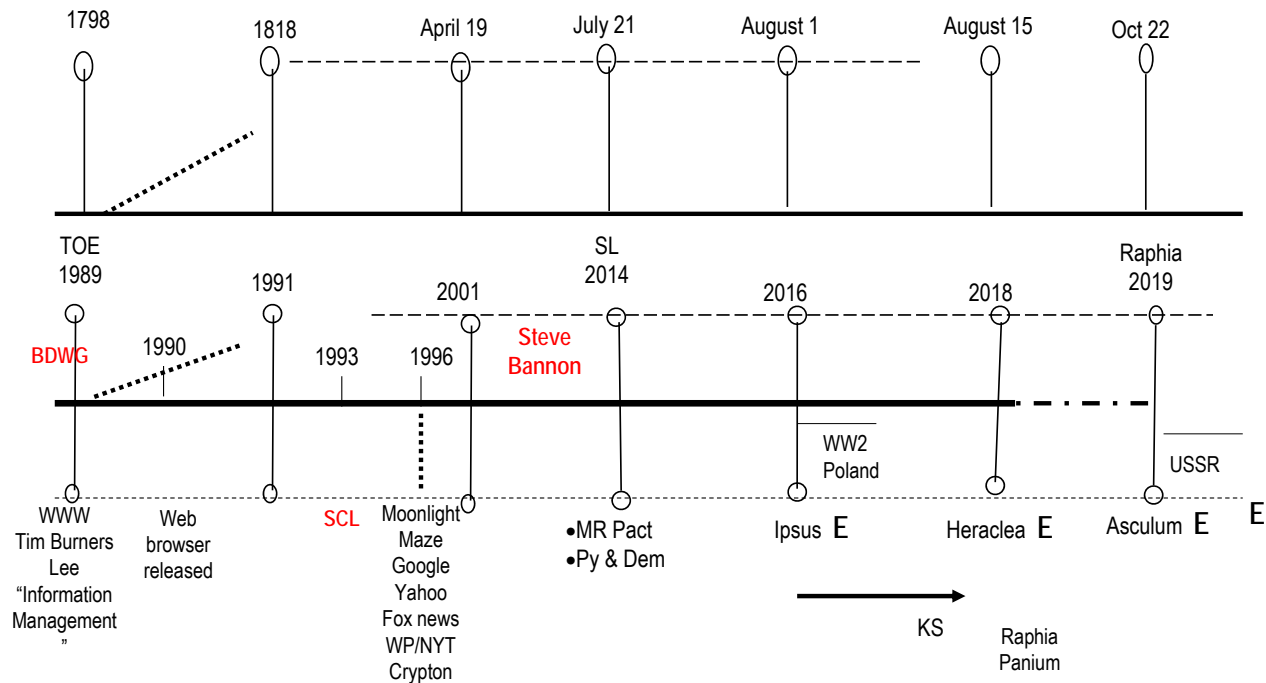 1798
1818
April 19
July 21
August 1
August 15
Oct 22
TOE
1989
1991
2001
SL
2014
2016
2018
Raphia
2019
BDWG
1990
1993
1996
Steve
Bannon
WW2
Poland
USSR
WWW
Tim Burners
Lee
“Information
Management
”
Web
browser
released
SCL
Moonlight
Maze
Google
Yahoo
Fox news
WP/NYT
Crypton
•MR Pact
•Py & Dem
Ipsus E
Heraclea E
Asculum E
E
KS
Raphia
Panium